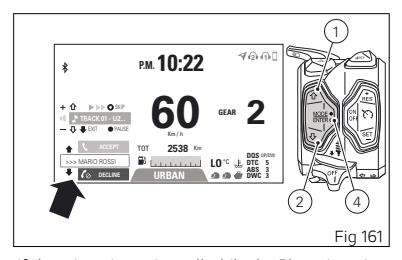 1
P.M. 10:22
2 1
+ SKIP
TRACK 01 - U2...
- EXIT PAUSE
60
Km/h
GEAR 2
ACCEPT
>>> MARIO ROSSI
DECLINE
TOT 2538 Km
URBAN
LO °C
DQS UP/DW
DTC 5
ABS 3
DWC 3
MODE
ENTER
ON
OFF
RES
SET
OFF
2
4
Fig 161